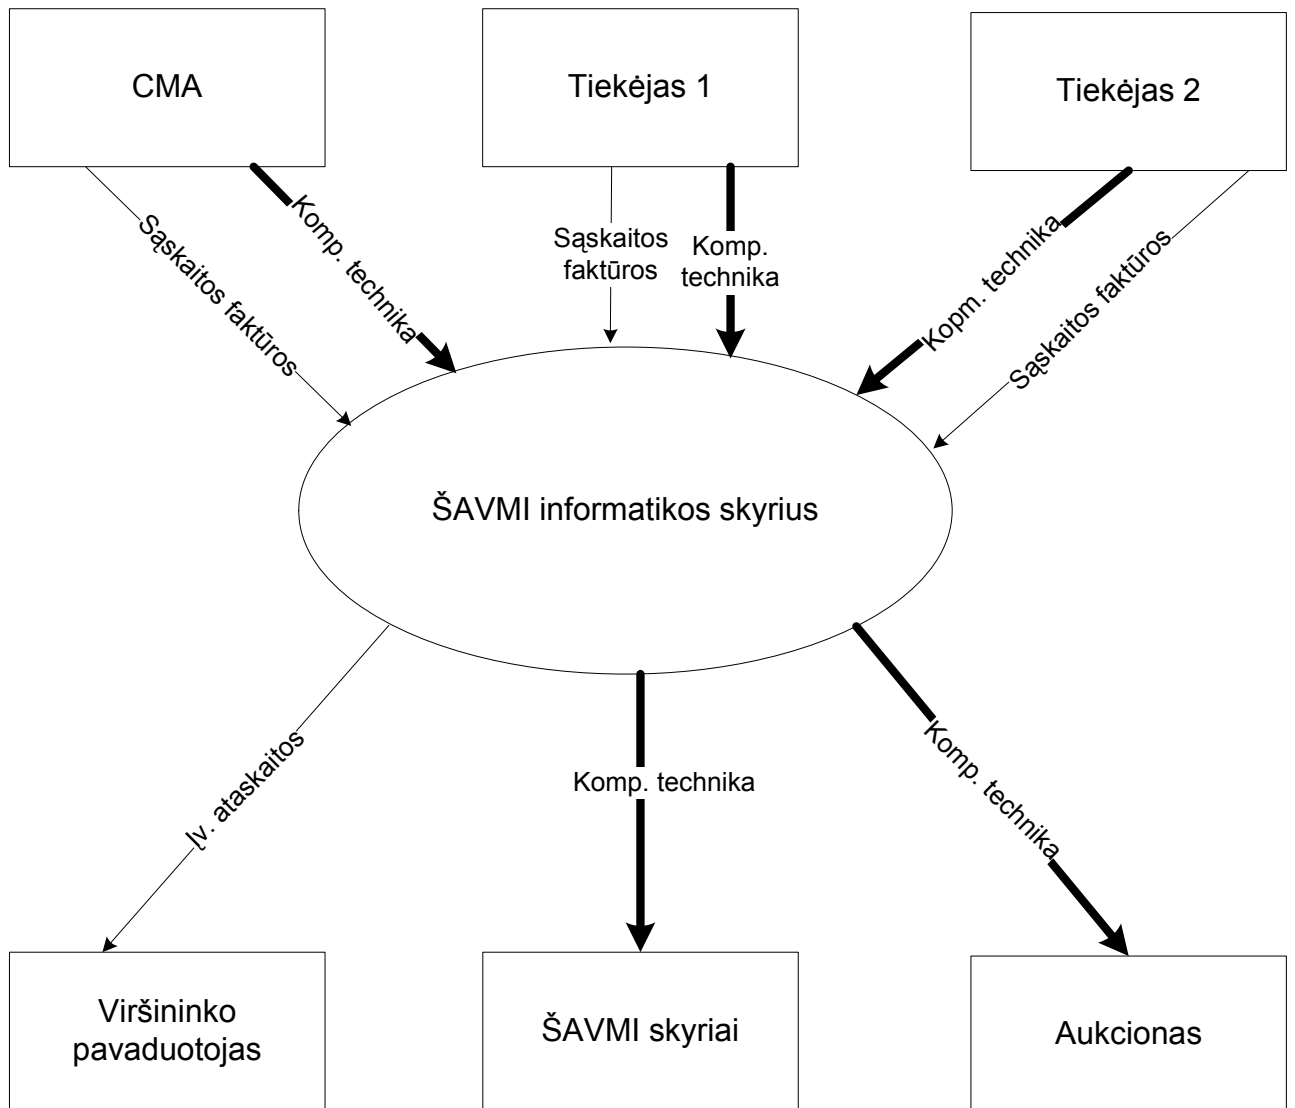 CMA
Tiekėjas 1
Tiekėjas 2
Sąskaitos faktūros
Komp. technika
Sąskaitos
faktūros
Komp.
technika
Kopm. technika
Sąskaitos faktūros
ŠAVMI informatikos skyrius
Įv. ataskaitos
Komp. technika
Komp. technika
Viršininko
pavaduotojas
ŠAVMI skyriai
Aukcionas